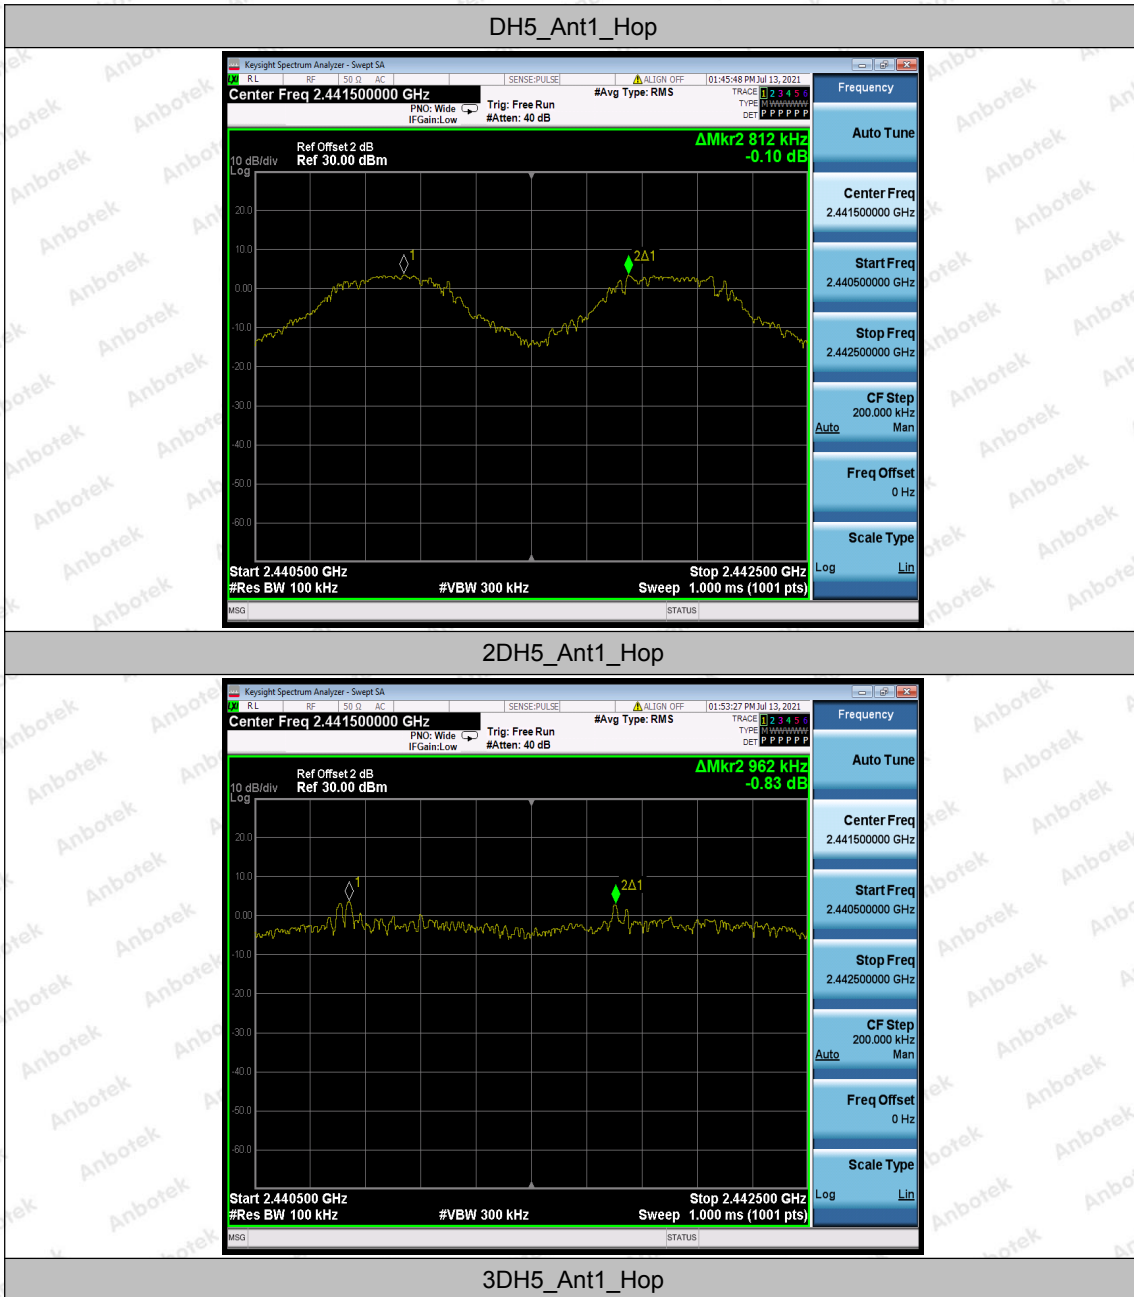 DH5_Ant1_Hop
Keysight Spectrum Analyzer - Swept SA
RL RF 50 Ω AC SENSE:PULSE ALIGN OFF 01:45:48 PM Jul 13, 2021
Center Freq 2.441500000 GHz
PNO: Wide
IFGain:Low
Trig: Free Run
#Atten: 40 dB
#Avg Type: RMS
TRACE 1 2 3 4 5 6
TYPE M WWWWW
DET P P P P P P
ΔMkr2 812 kHz
-0.10 dB
Ref Offset 2 dB
10 dB/div Ref 30.00 dBm
Log
20.0
10.0
0.00
-10.0
-20.0
-30.0
-40.0
-50.0
-60.0
1
2Δ1
Start 2.440500 GHz Stop 2.442500 GHz
#Res BW 100 kHz #VBW 300 kHz Sweep 1.000 ms (1001 pts)
MSG STATUS
Frequency
Auto Tune
Center Freq
2.441500000 GHz
Start Freq
2.440500000 GHz
Stop Freq
2.442500000 GHz
CF Step
200.000 kHz
Auto Man
Freq Offset
0 Hz
Scale Type
Log Lin
2DH5_Ant1_Hop
Keysight Spectrum Analyzer - Swept SA
RL RF 50 Ω AC SENSE:PULSE ALIGN OFF 01:53:27 PM Jul 13, 2021
Center Freq 2.441500000 GHz
PNO: Wide
IFGain:Low
Trig: Free Run
#Atten: 40 dB
#Avg Type: RMS
TRACE 1 2 3 4 5 6
TYPE M WWWWW
DET P P P P P P
ΔMkr2 962 kHz
-0.83 dB
Ref Offset 2 dB
10 dB/div Ref 30.00 dBm
Log
20.0
10.0
0.00
-10.0
-20.0
-30.0
-40.0
-50.0
-60.0
1
2Δ1
Start 2.440500 GHz Stop 2.442500 GHz
#Res BW 100 kHz #VBW 300 kHz Sweep 1.000 ms (1001 pts)
MSG STATUS
Frequency
Auto Tune
Center Freq
2.441500000 GHz
Start Freq
2.440500000 GHz
Stop Freq
2.442500000 GHz
CF Step
200.000 kHz
Auto Man
Freq Offset
0 Hz
Scale Type
Log Lin
3DH5_Ant1_Hop
Anbotek